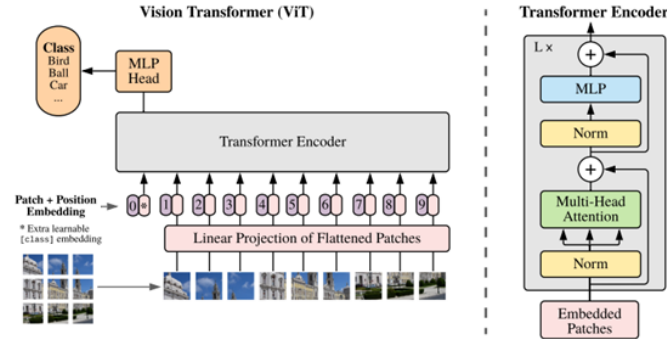 Vision Transformer (ViT)
Class
Bird
Ball
Car
...
MLP
Head
Transformer Encoder
Patch + Position
Embedding
* Extra learnable
[class] embedding
0 * 1 2 3 4 5 6 7 8 9
Linear Projection of Flattened Patches
Transformer Encoder
L x
+
MLP
Norm
+
Multi-Head
Attention
Norm
Embedded
Patches